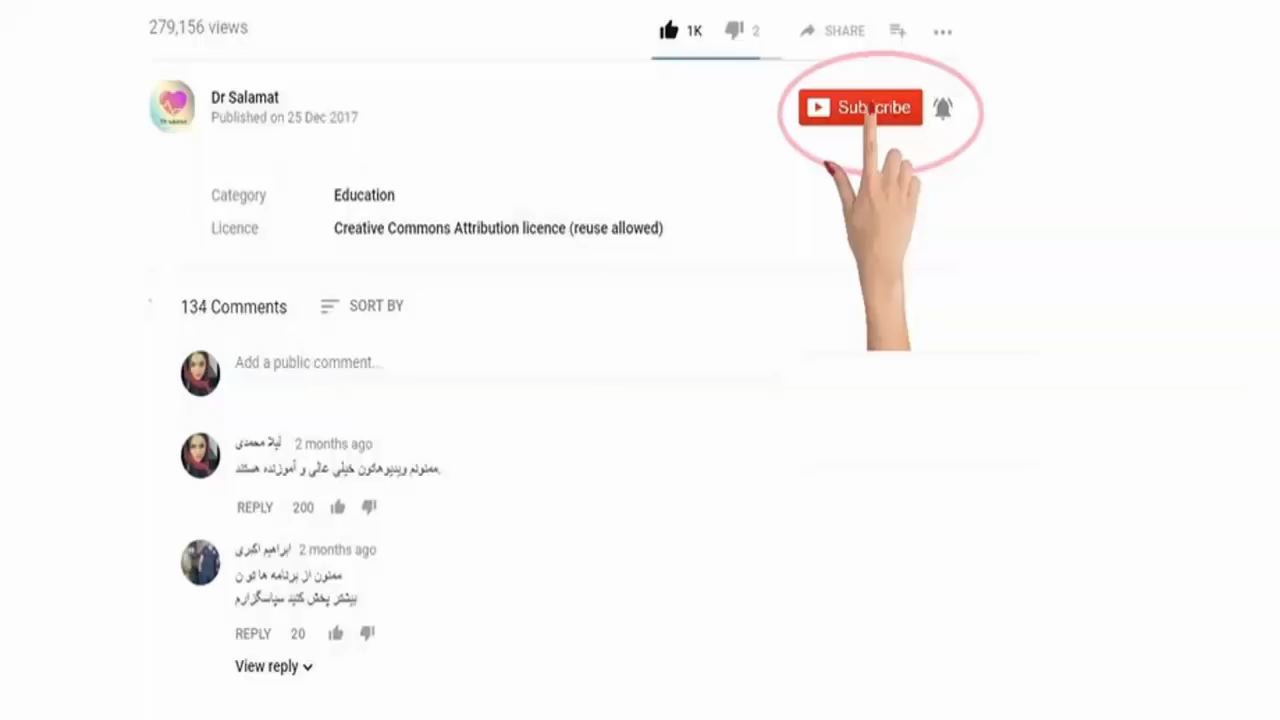 279,156 views
1K 2 SHARE
Dr Salamat
Published on 25 Dec 2017
Subscribe
Category Education
Licence Creative Commons Attribution licence (reuse allowed)
134 Comments SORT BY
Add a public comment...
لیلا محمدی 2 months ago
ممنونم ویدیوهاتون خیلی عالی و آموزنده هستند.
REPLY 200
ابراهیم اکبری 2 months ago
ممنون از برنامه ها تو ن
بیشتر پخش کنید سپاسگزارم
REPLY 20
View reply